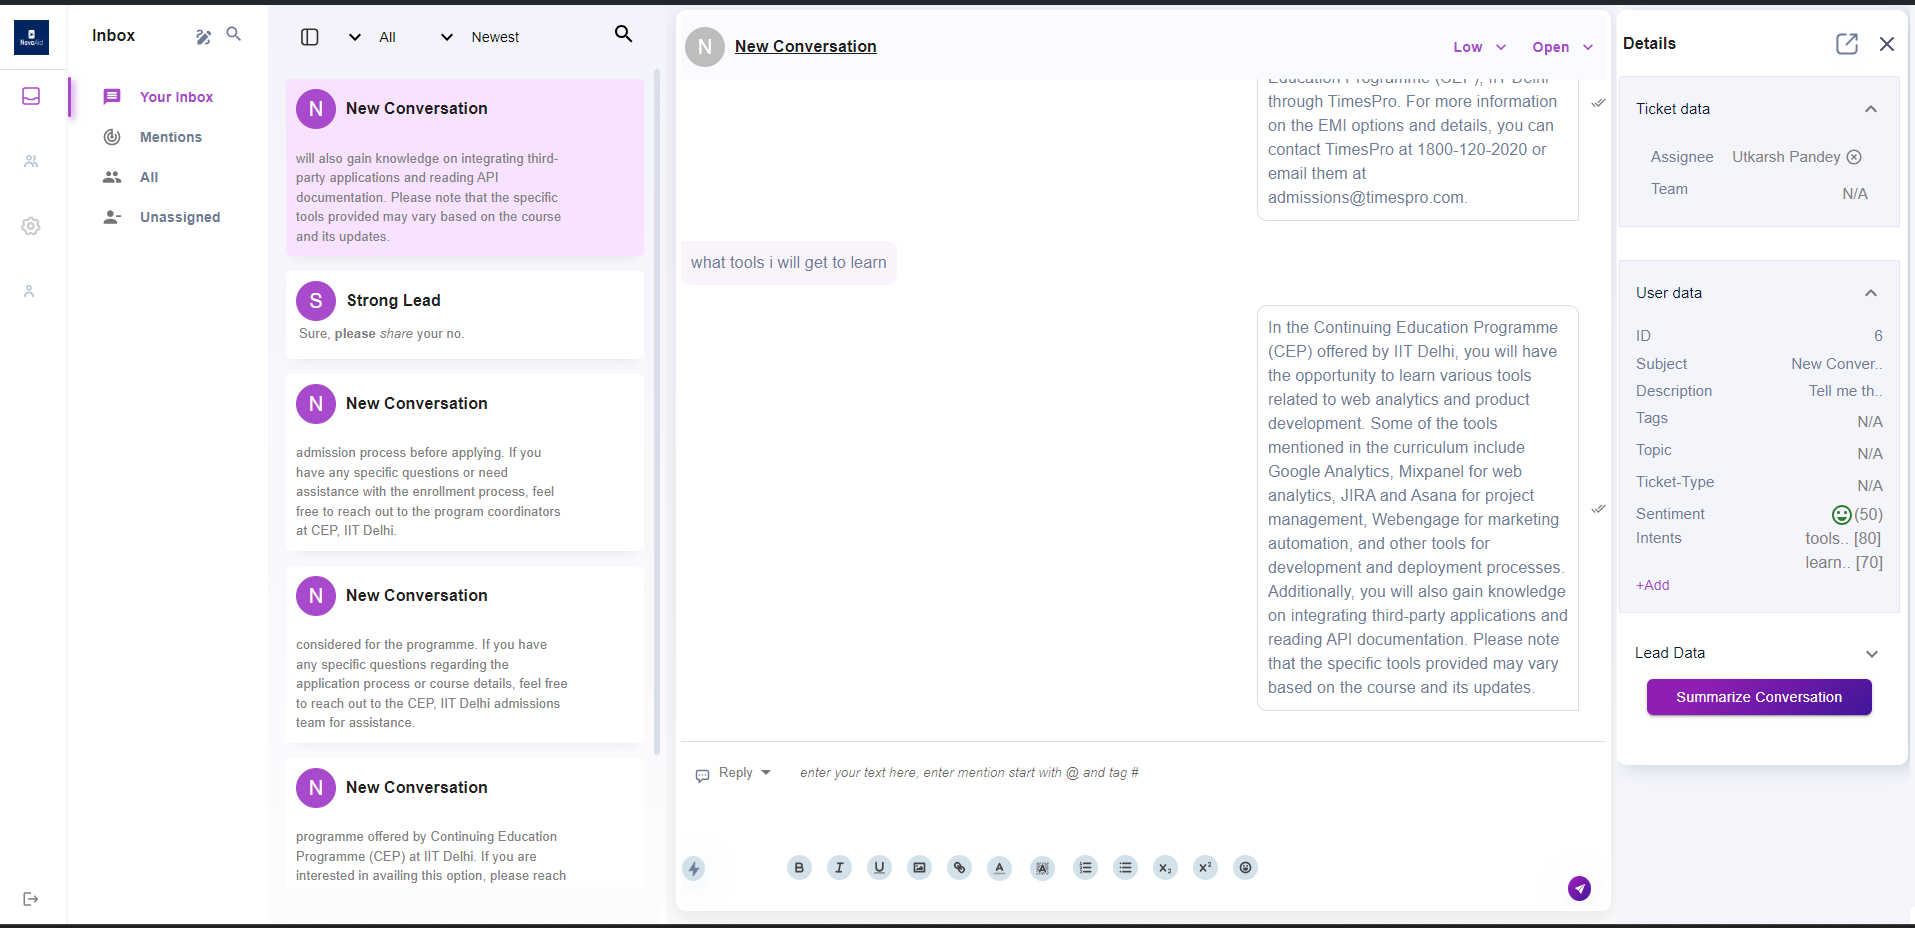 NovoAid
Inbox
Your Inbox
Mentions
All
Unassigned
All
Newest
N
New Conversation
will also gain knowledge on integrating third-
party applications and reading API
documentation. Please note that the specific
tools provided may vary based on the course
and its updates.
S
Strong Lead
Sure, please share your no.
N
New Conversation
admission process before applying. If you
have any specific questions or need
assistance with the enrollment process, feel
free to reach out to the program coordinators
at CEP, IIT Delhi.
N
New Conversation
considered for the programme. If you have
any specific questions regarding the
application process or course details, feel free
to reach out to the CEP, IIT Delhi admissions
team for assistance.
N
New Conversation
programme offered by Continuing Education
Programme (CEP) at IIT Delhi. If you are
interested in availing this option, please reach
N
New Conversation
Low
Open
Education Programme (CEP), IIT Delhi
through TimesPro. For more information
on the EMI options and details, you can
contact TimesPro at 1800-120-2020 or
email them at
admissions@timespro.com.
what tools i will get to learn
In the Continuing Education Programme
(CEP) offered by IIT Delhi, you will have
the opportunity to learn various tools
related to web analytics and product
development. Some of the tools
mentioned in the curriculum include
Google Analytics, Mixpanel for web
analytics, JIRA and Asana for project
management, Webengage for marketing
automation, and other tools for
development and deployment processes.
Additionally, you will also gain knowledge
on integrating third-party applications and
reading API documentation. Please note
that the specific tools provided may vary
based on the course and its updates.
Reply
enter your text here, enter mention start with @ and tag #
B I U A A X₂ X²
Details
Ticket data
Assignee Utkarsh Pandey
Team N/A
User data
ID 6
Subject New Conver..
Description Tell me th..
Tags N/A
Topic N/A
Ticket-Type N/A
Sentiment (50)
Intents tools.. [80]
learn.. [70]
+Add
Lead Data
Summarize Conversation